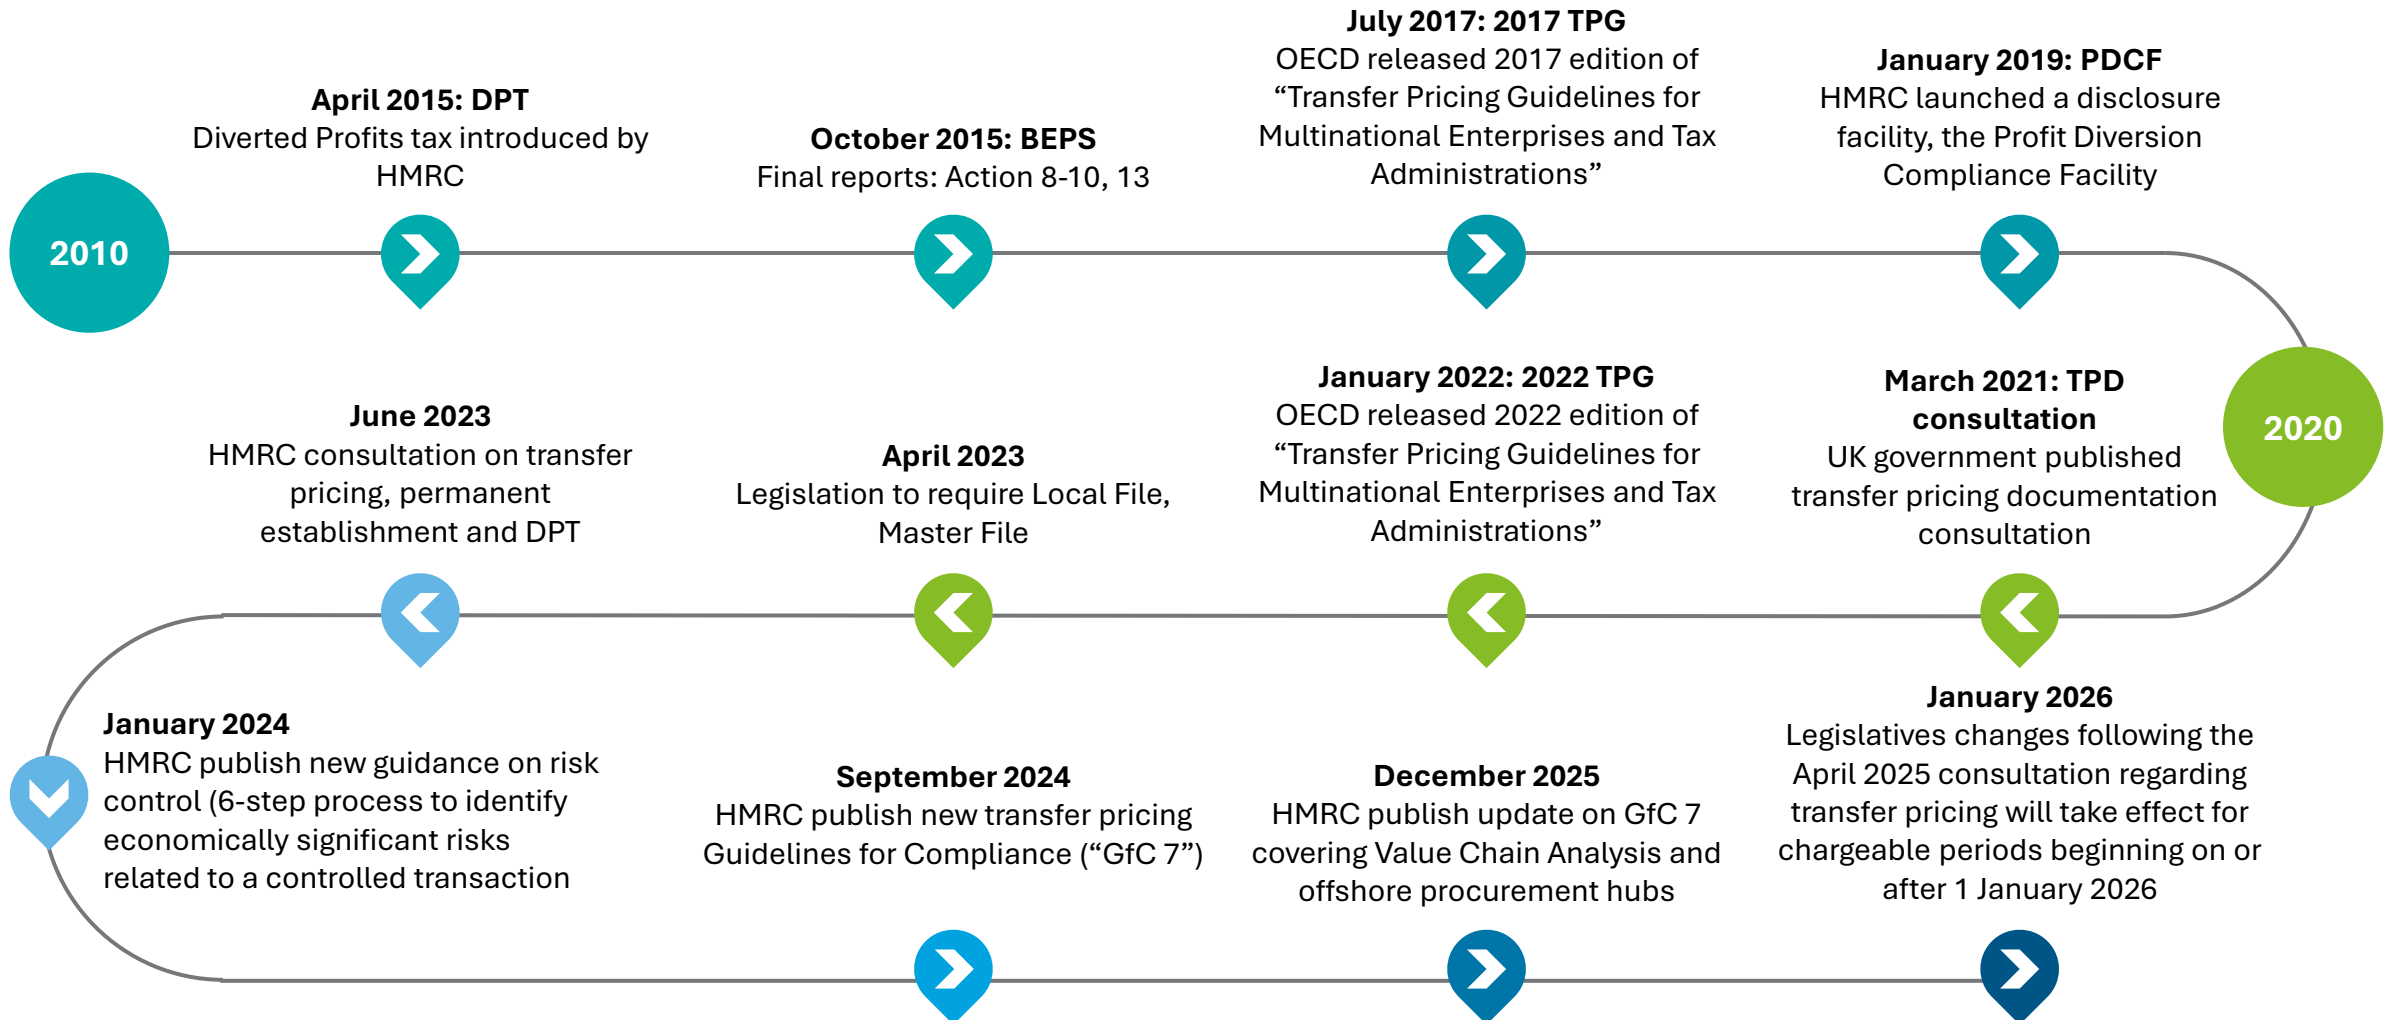 2010
April 2015: DPT
Diverted Profits tax introduced by
HMRC
October 2015: BEPS
Final reports: Action 8-10, 13
July 2017: 2017 TPG
OECD released 2017 edition of
“Transfer Pricing Guidelines for
Multinational Enterprises and Tax
Administrations”
January 2019: PDCF
HMRC launched a disclosure
facility, the Profit Diversion
Compliance Facility
2020
March 2021: TPD
consultation
UK government published
transfer pricing documentation
consultation
January 2022: 2022 TPG
OECD released 2022 edition of
“Transfer Pricing Guidelines for
Multinational Enterprises and Tax
Administrations”
April 2023
Legislation to require Local File,
Master File
June 2023
HMRC consultation on transfer
pricing, permanent
establishment and DPT
January 2024
HMRC publish new guidance on risk
control (6-step process to identify
economically significant risks
related to a controlled transaction
September 2024
HMRC publish new transfer pricing
Guidelines for Compliance (“GfC 7”)
December 2025
HMRC publish update on GfC 7
covering Value Chain Analysis and
offshore procurement hubs
January 2026
Legislatives changes following the
April 2025 consultation regarding
transfer pricing will take effect for
chargeable periods beginning on or
after 1 January 2026